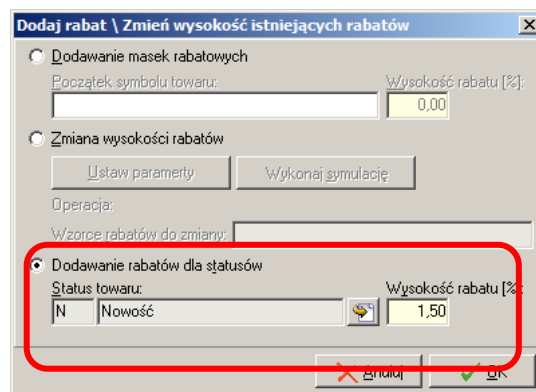 Dodaj rabat \ Zmień wysokość istniejących rabatów
Dodawanie masek rabatowych
Początek symbolu towaru: Wysokość rabatu [%]:
0,00
Zmiana wysokości rabatów
Ustaw paramerty Wykonaj symulację
Operacja:
Wzorce rabatów do zmiany:
Dodawanie rabatów dla statusów
Status towaru: Wysokość rabatu [%]:
N Nowość 1,50
Anuluj OK